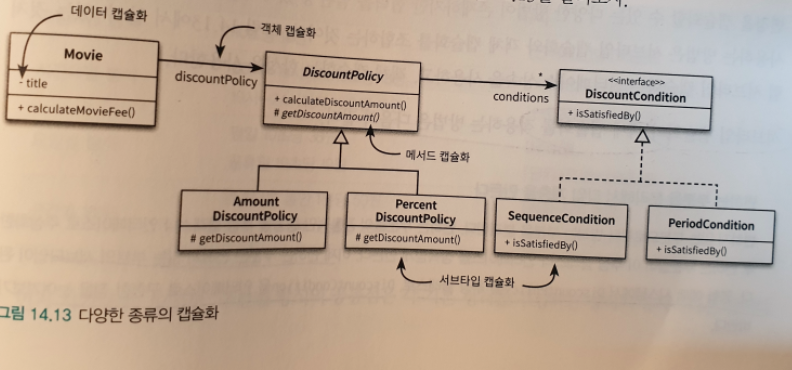 데이터 캡슐화
객체 캡슐화
Movie
- title
+ calculateMovieFee()
discountPolicy
DiscountPolicy
+ calculateDiscountAmount()
# getDiscountAmount()
*
conditions
<<interface>>
DiscountCondition
+ isSatisfiedBy()
메서드 캡슐화
Amount
DiscountPolicy
# getDiscountAmount()
Percent
DiscountPolicy
# getDiscountAmount()
SequenceCondition
+ isSatisfiedBy()
PeriodCondition
+ isSatisfiedBy()
서브타입 캡슐화
그림 14.13 다양한 종류의 캡슐화